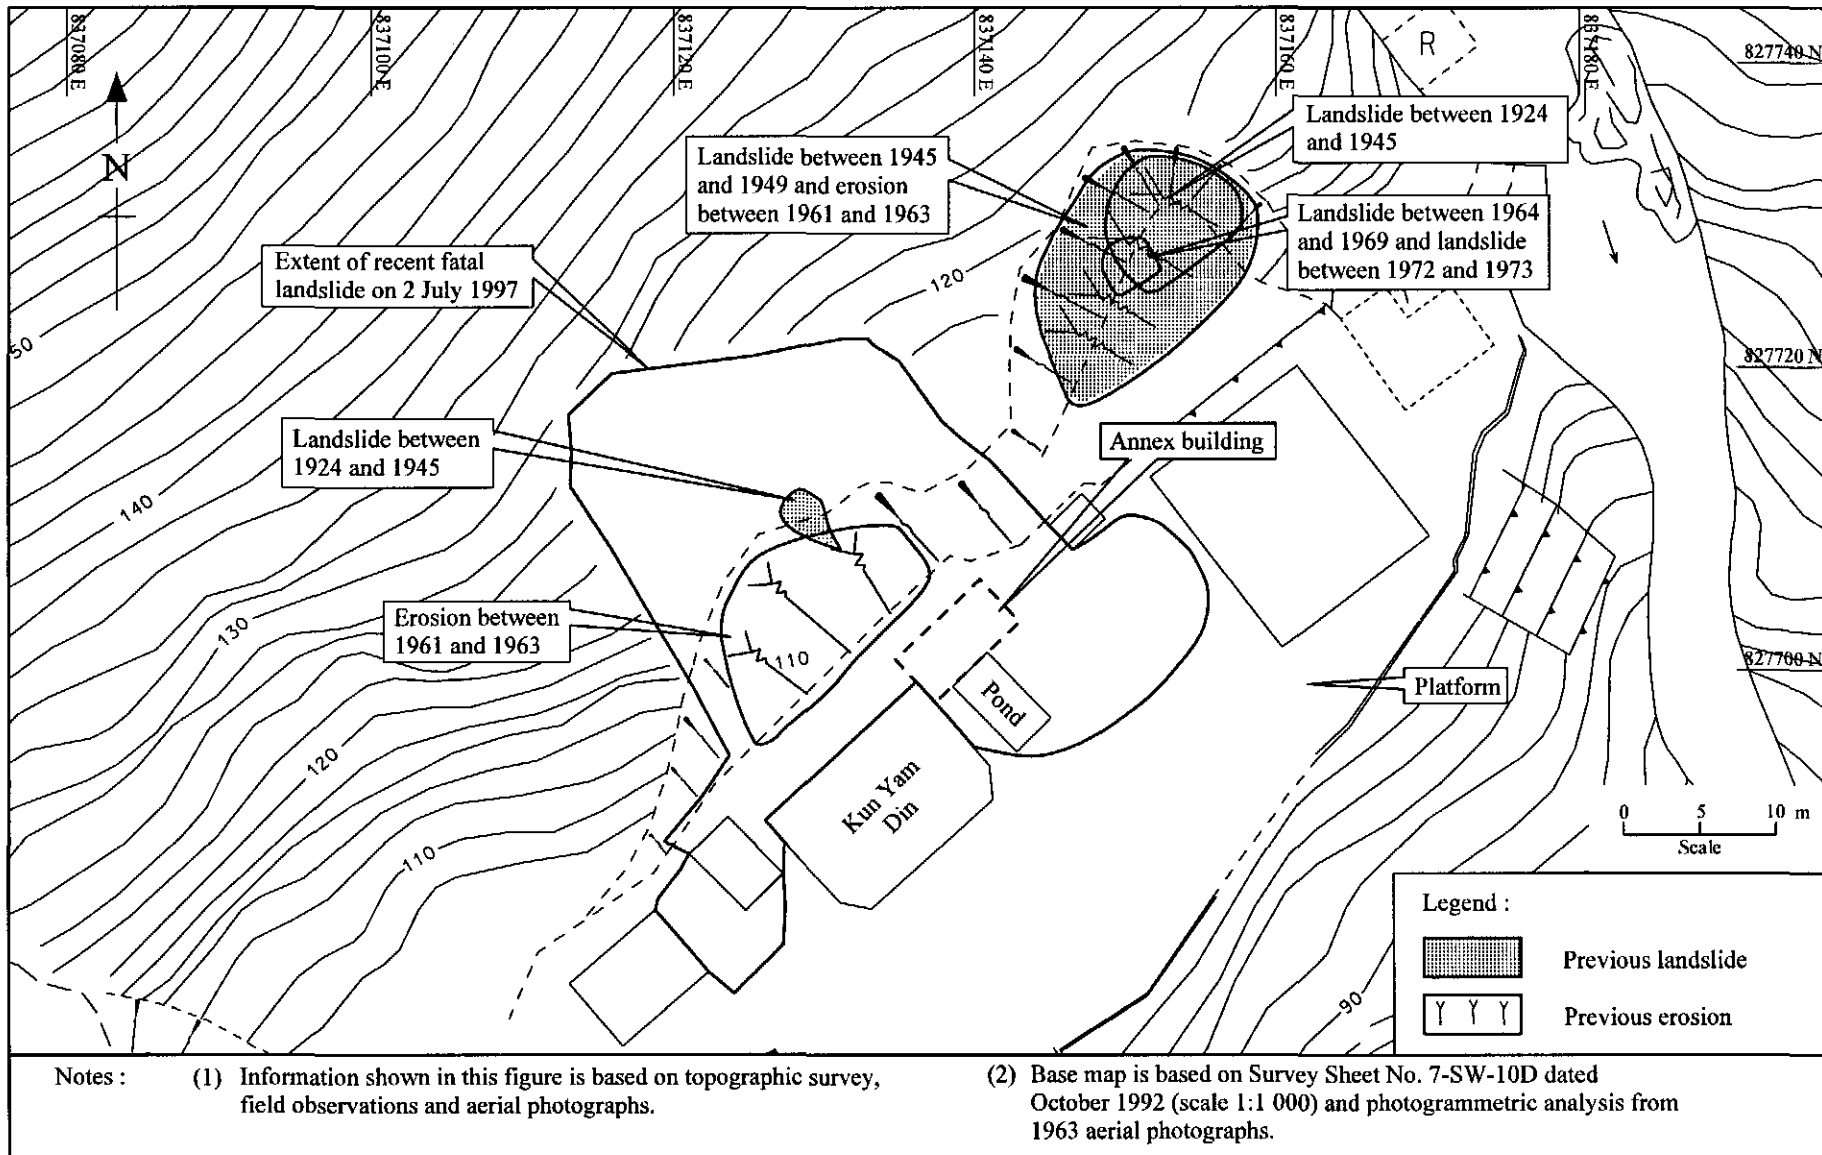 837080 E
837100 E
837120 E
837140 E
837160 E
837180 E
827740 N
R
N
Landslide between 1924
and 1945
Landslide between 1945
and 1949 and erosion
between 1961 and 1963
Landslide between 1964
and 1969 and landslide
between 1972 and 1973
Extent of recent fatal
landslide on 2 July 1997
120
50
827720 N
Landslide between
1924 and 1945
Annex building
140
130
Erosion between
1961 and 1963
110
827700 N
Platform
Pond
120
Kun Yam
Din
110
0 5 10 m
Scale
90
Legend :
Previous landslide
Previous erosion
Notes :
(1) Information shown in this figure is based on topographic survey,
field observations and aerial photographs.
(2) Base map is based on Survey Sheet No. 7-SW-10D dated
October 1992 (scale 1:1 000) and photogrammetric analysis from
1963 aerial photographs.